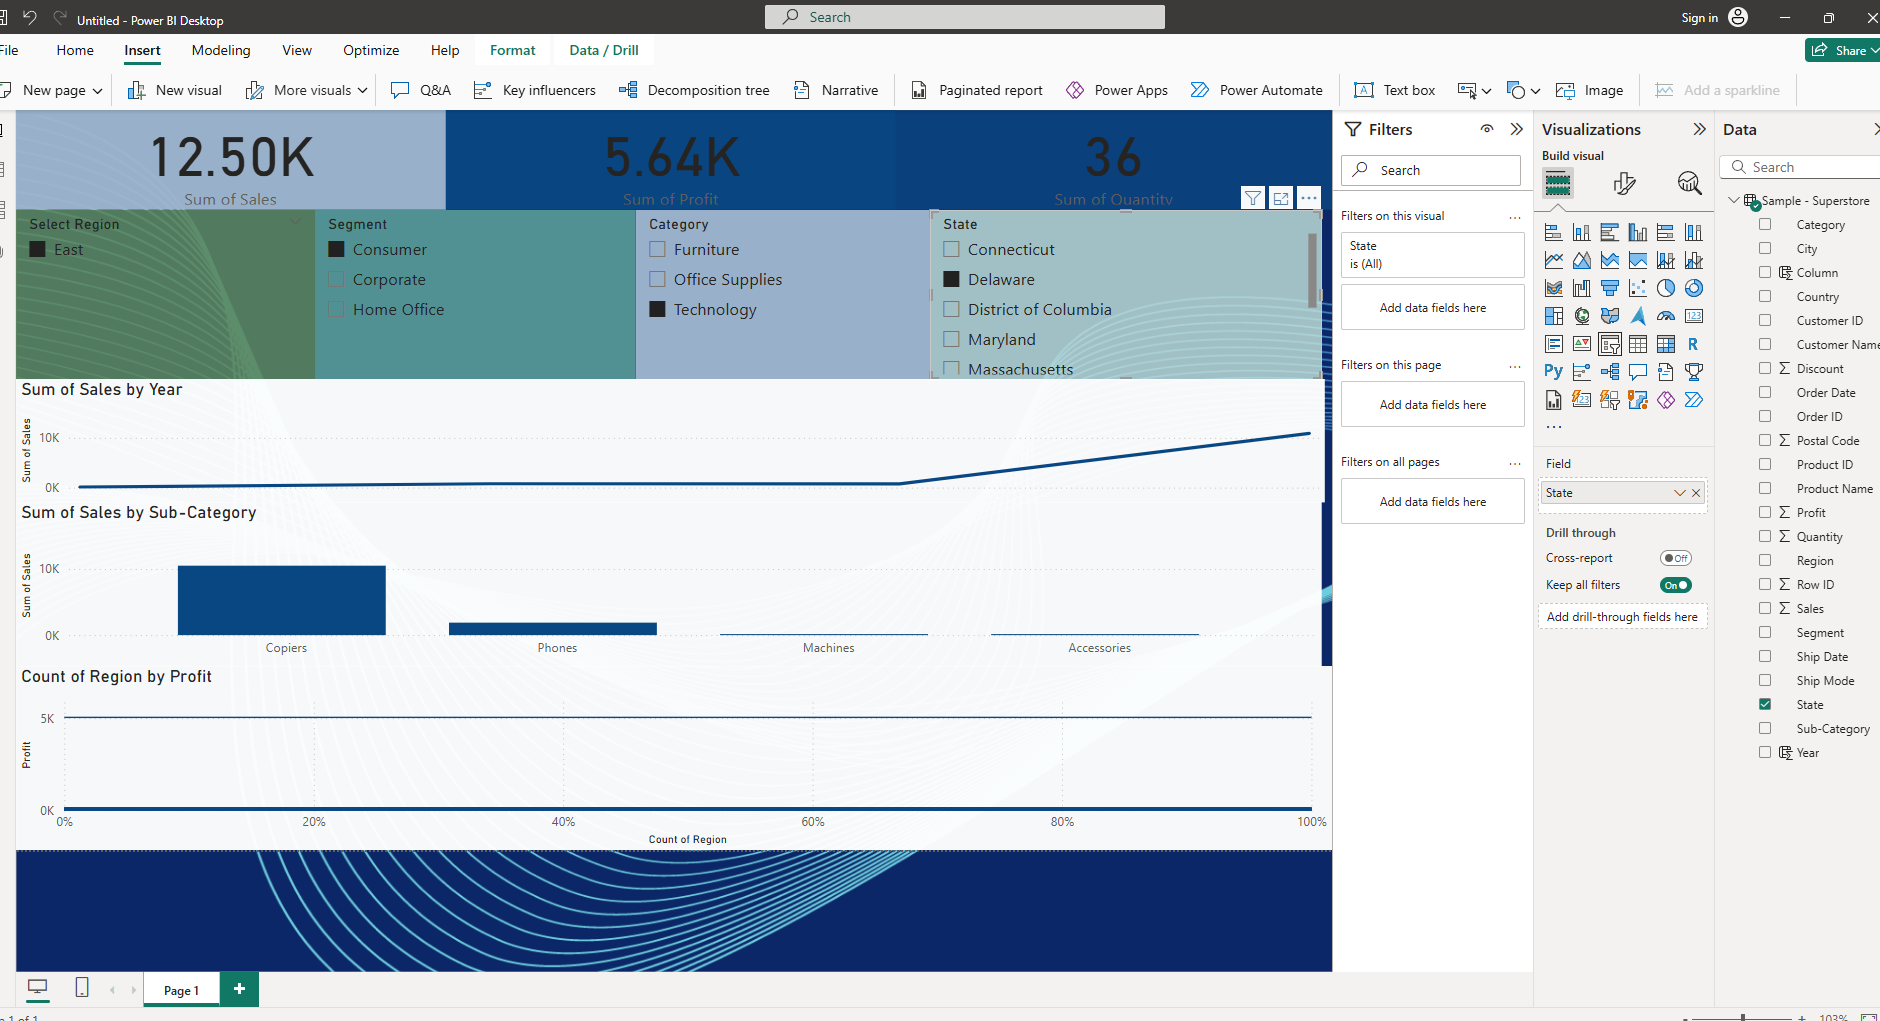 Untitled - Power BI Desktop
Search
Sign in
File Home Insert Modeling View Optimize Help Format Data / Drill
Share
New page New visual More visuals Q&A Key influencers Decomposition tree Narrative Paginated report Power Apps Power Automate Text box Image Add a sparkline
12.50K
Sum of Sales
5.64K
Sum of Profit
36
Sum of Quantity
Select Region
East
Segment
Consumer
Corporate
Home Office
Category
Furniture
Office Supplies
Technology
State
Connecticut
Delaware
District of Columbia
Maryland
Massachusetts
Sum of Sales by Year
Sum of Sales
10K
0K
Sum of Sales by Sub-Category
Sum of Sales
10K
0K
Copiers Phones Machines Accessories
Count of Region by Profit
Profit
5K
0K
0% 20% 40% 60% 80% 100%
Count of Region
Page 1
Filters
Search
Filters on this visual
State
is (All)
Add data fields here
Filters on this page
Add data fields here
Filters on all pages
Add data fields here
Visualizations
Build visual
123
R
Py
123
Field
State
Drill through
Cross-report Off
Keep all filters On
Add drill-through fields here
Data
Search
Sample - Superstore
Category
City
Column
Country
Customer ID
Customer Name
Discount
Order Date
Order ID
Postal Code
Product ID
Product Name
Profit
Quantity
Region
Row ID
Sales
Segment
Ship Date
Ship Mode
State
Sub-Category
Year
1 of 1
103%